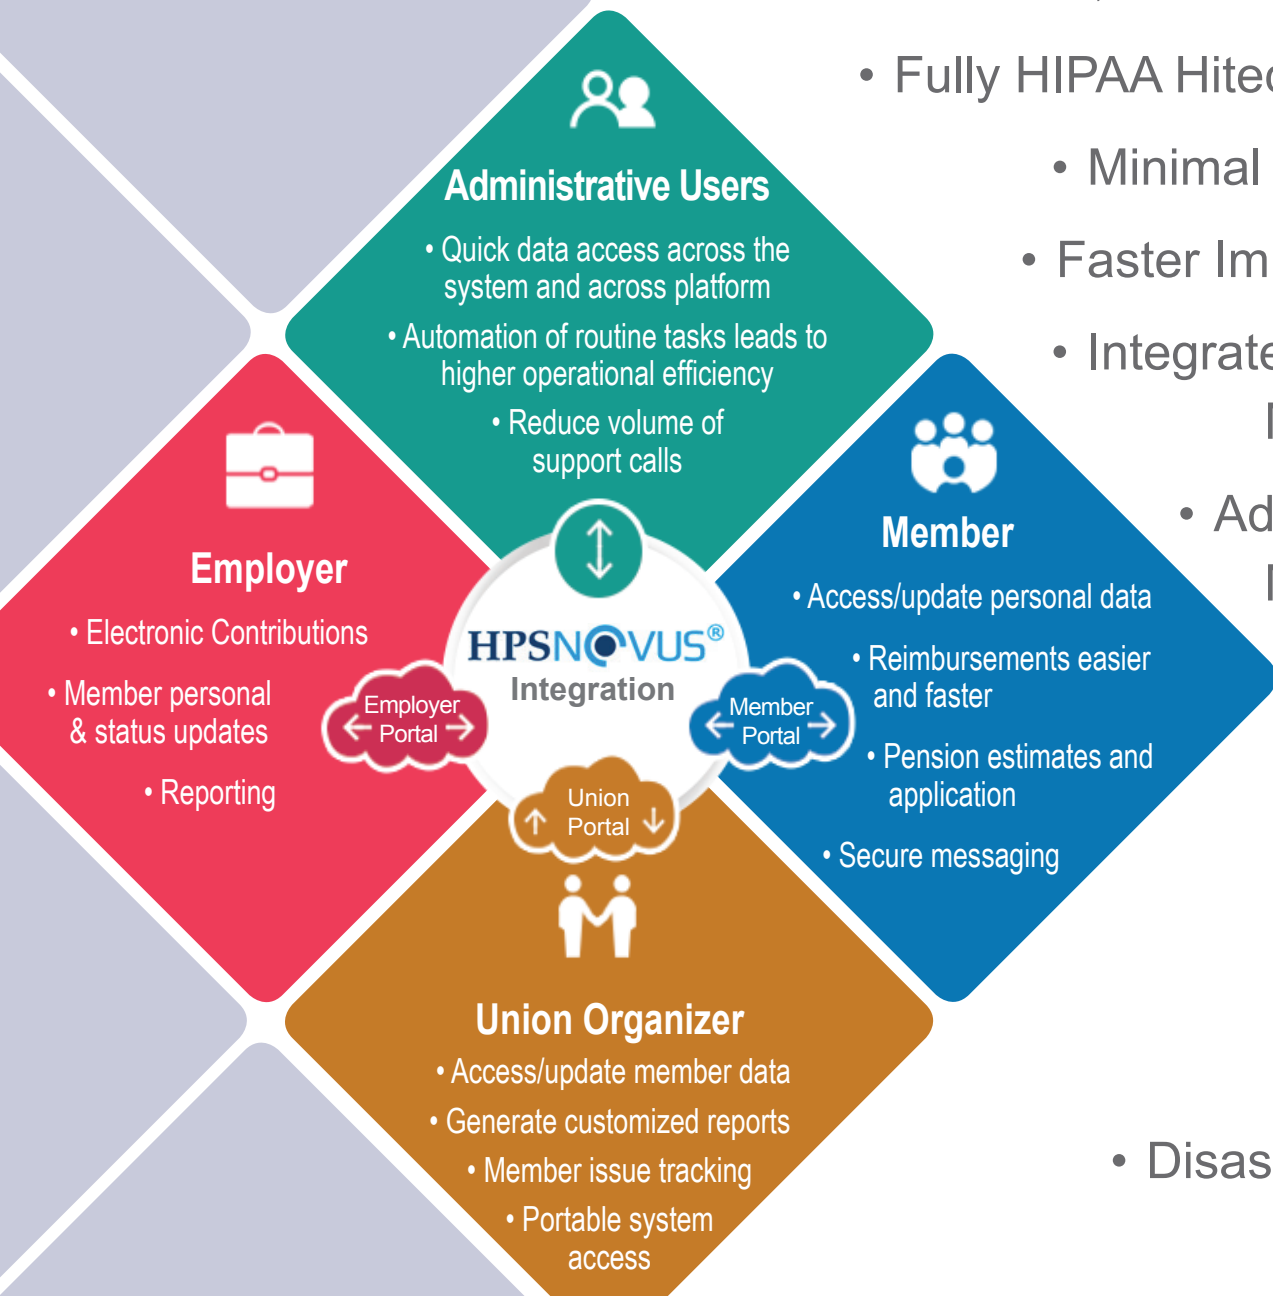 • Fully HIPAA
• Minimal
• Faster
•
•
• Disas
Administrative Users
• Quick data access across the
system and across platform
• Automation of routine tasks leads to
higher operational efficiency
• Reduce volume of
support calls
Employer
• Electronic Contributions
• Member personal
& status updates
• Reporting
Member
• Access/update personal data
• Reimbursements easier
and faster
• Pension estimates and
application
• Secure messaging
HPSNOVUS®
Integration
Employer
Portal
Member
Portal
Union
Portal
Union Organizer
• Access/update member data
• Generate customized reports
• Member issue tracking
• Portable system
access